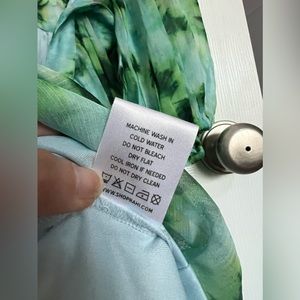 MACHINE WASH IN
COLD WATER
DO NOT BLEACH
DRY FLAT
COOL IRON IF NEEDED
DO NOT DRY CLEAN
WWW.SHOPRAHI.COM